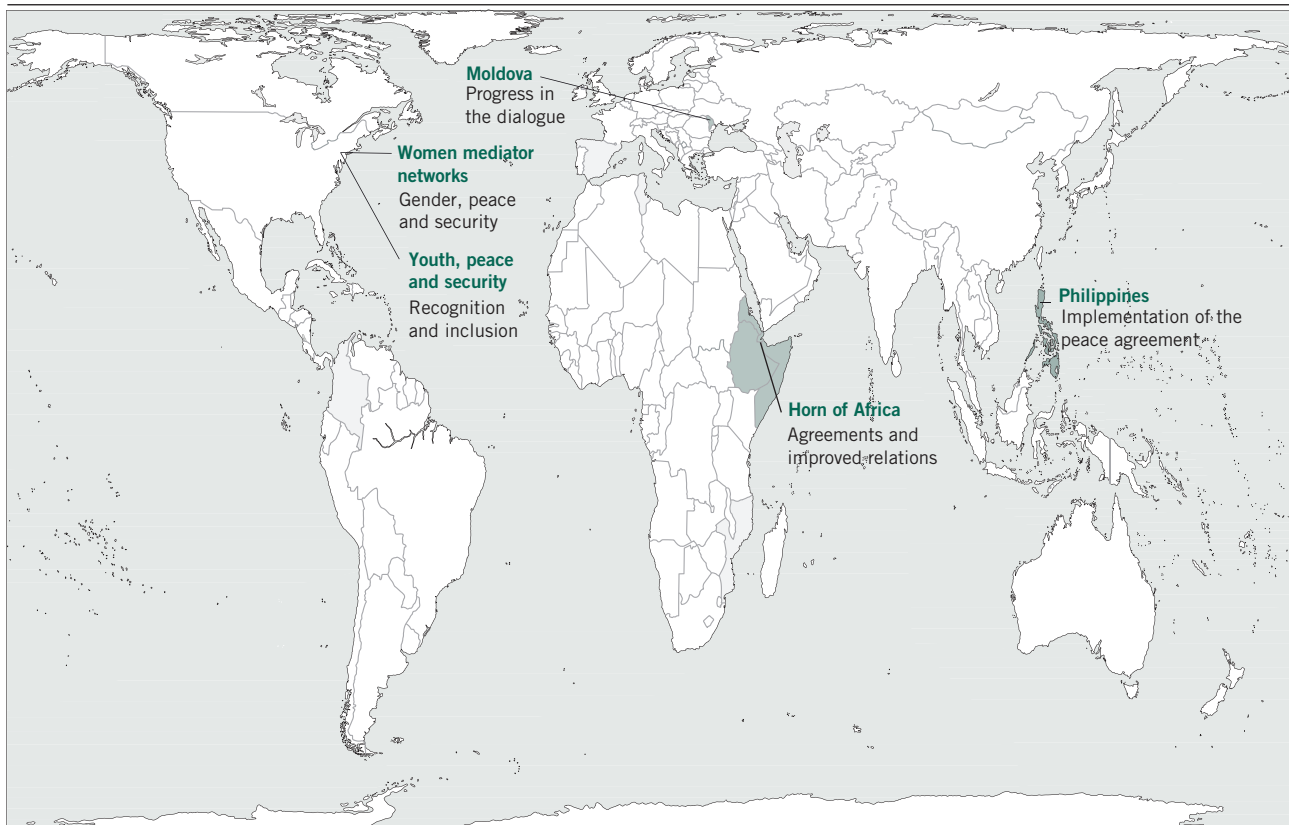 Moldova
Progress in
the dialogue
Women mediator
networks
Gender, peace
and security
Youth, peace
and security
Recognition
and inclusion
Philippines
Implementation of the
peace agreement
Horn of Africa
Agreements and
improved relations